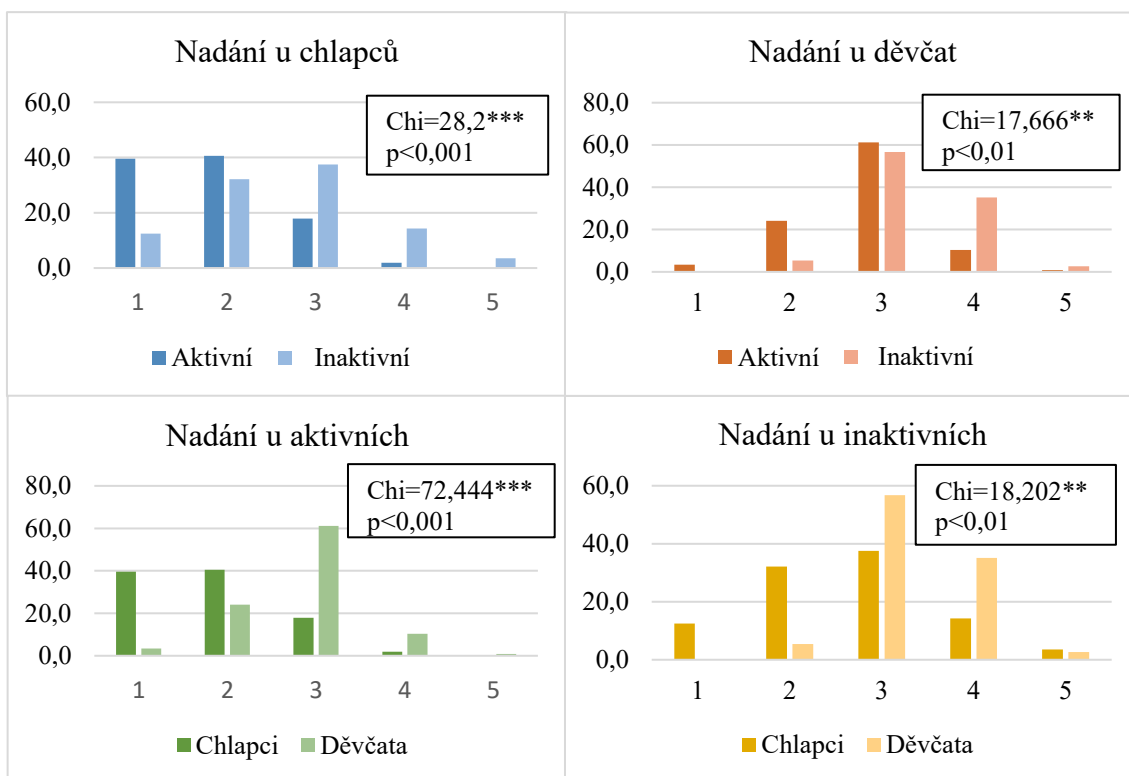 Nadání u chlapců
Chi=28,2***
p<0,001
60,0
40,0
20,0
0,0
1 2 3 4 5
Aktivní Inaktivní
Nadání u děvčat
Chi=17,666**
p<0,01
80,0
60,0
40,0
20,0
0,0
1 2 3 4 5
Aktivní Inaktivní
Nadání u aktivních
Chi=72,444***
p<0,001
80,0
60,0
40,0
20,0
0,0
1 2 3 4 5
Chlapci Děvčata
Nadání u inaktivních
Chi=18,202**
p<0,01
60,0
40,0
20,0
0,0
1 2 3 4 5
Chlapci Děvčata